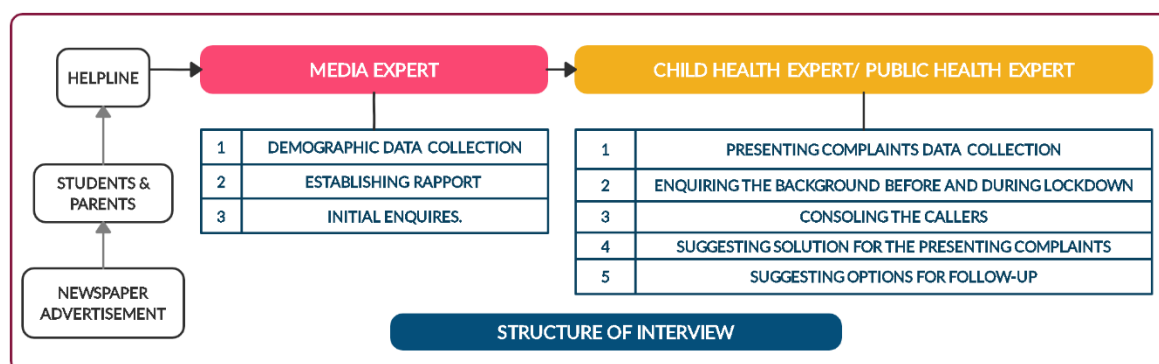 HELPLINE
STUDENTS &
PARENTS
NEWSPAPER
ADVERTISEMENT
MEDIA EXPERT
1 DEMOGRAPHIC DATA COLLECTION
2 ESTABLISHING RAPPORT
3 INITIAL ENQUIRES.
CHILD HEALTH EXPERT/ PUBLIC HEALTH EXPERT
1 PRESENTING COMPLAINTS DATA COLLECTION
2 ENQUIRING THE BACKGROUND BEFORE AND DURING LOCKDOWN
3 CONSOLING THE CALLERS
4 SUGGESTING SOLUTION FOR THE PRESENTING COMPLAINTS
5 SUGGESTING OPTIONS FOR FOLLOW-UP
STRUCTURE OF INTERVIEW